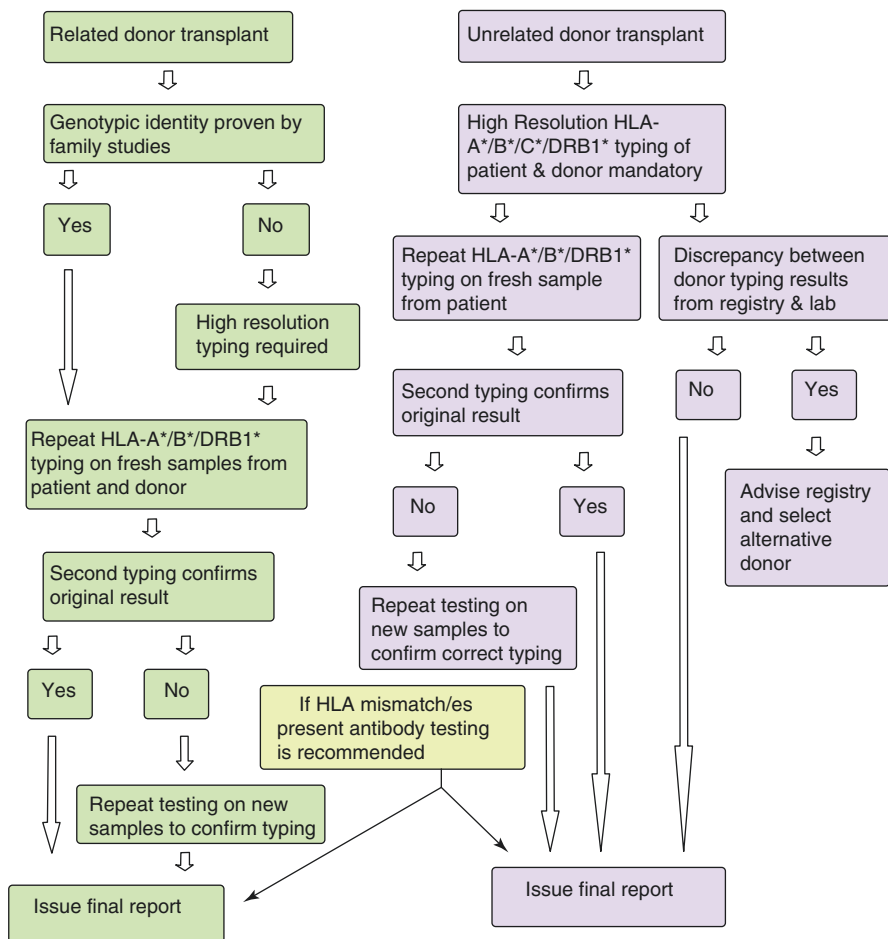 Related donor transplant
Genotypic identity proven by
family studies
Yes
No
High resolution
typing required
Repeat HLA-A*/B*/DRB1*
typing on fresh samples from
patient and donor
Second typing confirms
original result
Yes
No
Repeat testing on new
samples to confirm typing
Issue final report
If HLA mismatch/es
present antibody testing
is recommended
Unrelated donor transplant
High Resolution HLA-
A*/B*/C*/DRB1* typing of
patient & donor mandatory
Repeat HLA-A*/B*/DRB1*
typing on fresh sample
from patient
Second typing confirms
original result
No
Yes
Repeat testing on
new samples to
confirm correct typing
Discrepancy between
donor typing results
from registry & lab
No
Yes
Advise registry
and select
alternative
donor
Issue final report